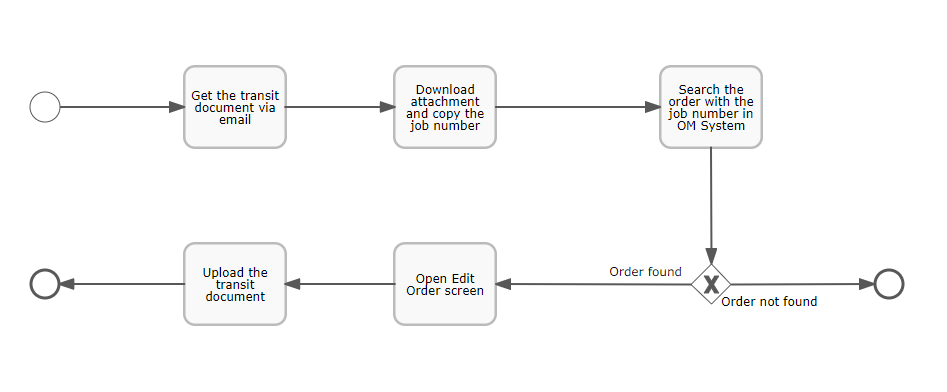 Get the transit
document via
email
Download
attachment
and copy the
job number
Search the
order with the
job number in
OM System
Order found
X
Order not found
Open Edit
Order screen
Upload the
transit
document